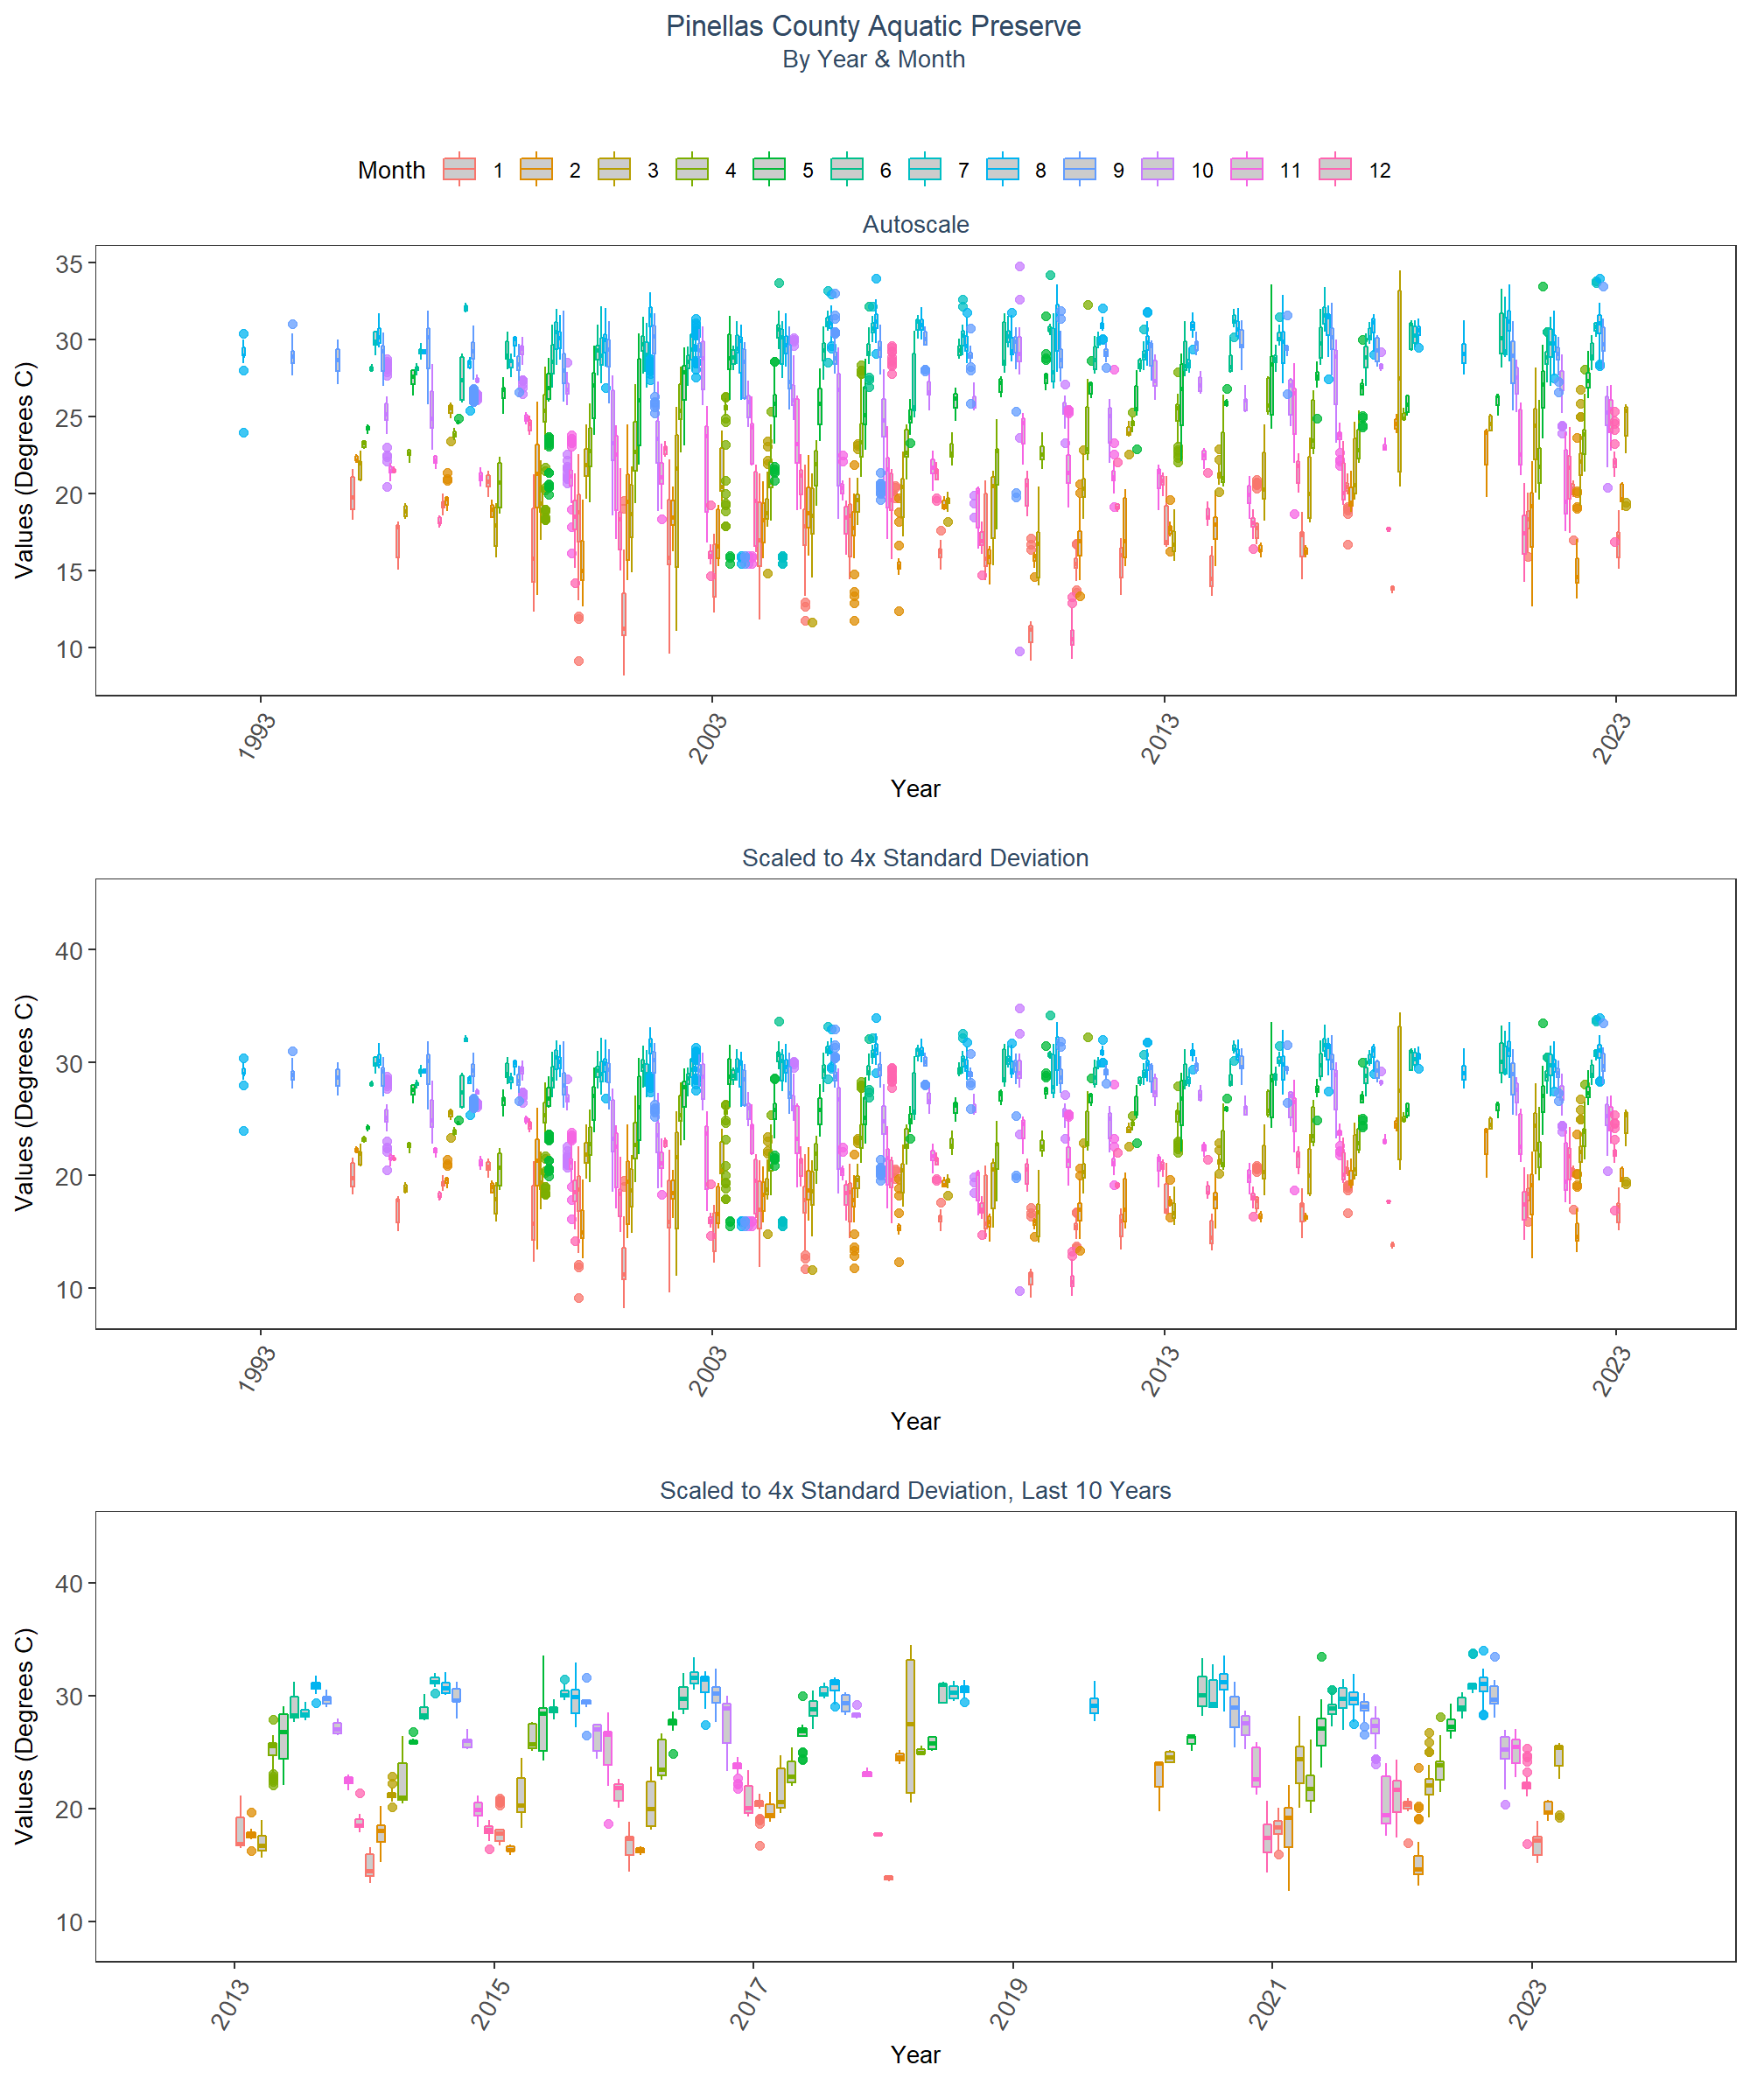 Pinellas County Aquatic Preserve
By Year & Month
Month 1 2 3 4 5 6 7 8 9 10 11 12
Autoscale
Values (Degrees C)
35
30
25
20
15
10
1993 2003 2013 2023
Year
Scaled to 4x Standard Deviation
Values (Degrees C)
40
30
20
10
1993 2003 2013 2023
Year
Scaled to 4x Standard Deviation, Last 10 Years
Values (Degrees C)
40
30
20
10
2013 2015 2017 2019 2021 2023
Year